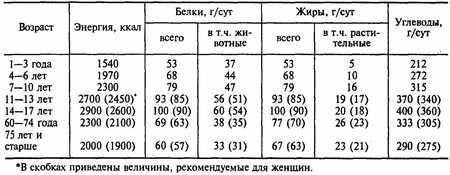 Возраст Энергия, ккал Белки, г/сут Жиры, г/сут Углеводы, г/сут
всего в т.ч. животные всего в т.ч. растительные
1—3 года 1540 53 37 53 5 212
4—6 лет 1970 68 44 68 10 272
7—10 лет 2300 79 47 79 16 315
11—13 лет 2700 (2450)* 93 (85) 56 (51) 93 (85) 19 (17) 370 (340)
14—17 лет 2900 (2600) 100 (90) 60 (54) 100 (90) 20 (18) 400 (360)
60—74 года 2300 (2100) 69 (63) 38 (35) 77 (70) 26 (23) 333 (305)
75 лет и
старше 2000 (1900) 60 (57) 33 (31) 67 (63) 23 (21) 290 (275)
*В скобках приведены величины, рекомендуемые для женщин.